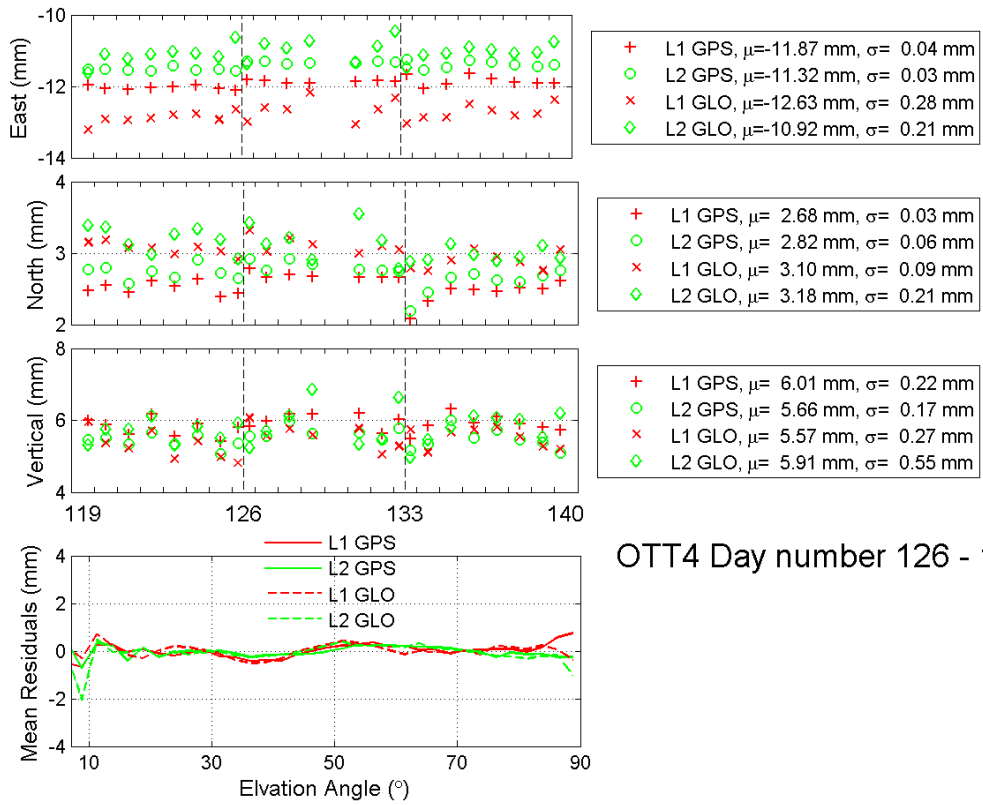 -10
-12
-14
East (mm)
L1 GPS, μ=-11.87 mm, σ= 0.04 mm
L2 GPS, μ=-11.32 mm, σ= 0.03 mm
L1 GLO, μ=-12.63 mm, σ= 0.28 mm
L2 GLO, μ=-10.92 mm, σ= 0.21 mm
4
3
2
North (mm)
L1 GPS, μ= 2.68 mm, σ= 0.03 mm
L2 GPS, μ= 2.82 mm, σ= 0.06 mm
L1 GLO, μ= 3.10 mm, σ= 0.09 mm
L2 GLO, μ= 3.18 mm, σ= 0.21 mm
8
6
4
Vertical (mm)
L1 GPS, μ= 6.01 mm, σ= 0.22 mm
L2 GPS, μ= 5.66 mm, σ= 0.17 mm
L1 GLO, μ= 5.57 mm, σ= 0.27 mm
L2 GLO, μ= 5.91 mm, σ= 0.55 mm
119 126 133 140
OTT4 Day number 126 -
4
2
0
-2
-4
Mean Residuals (mm)
L1 GPS
L2 GPS
L1 GLO
L2 GLO
10 30 50 70 90
Elvation Angle (°)